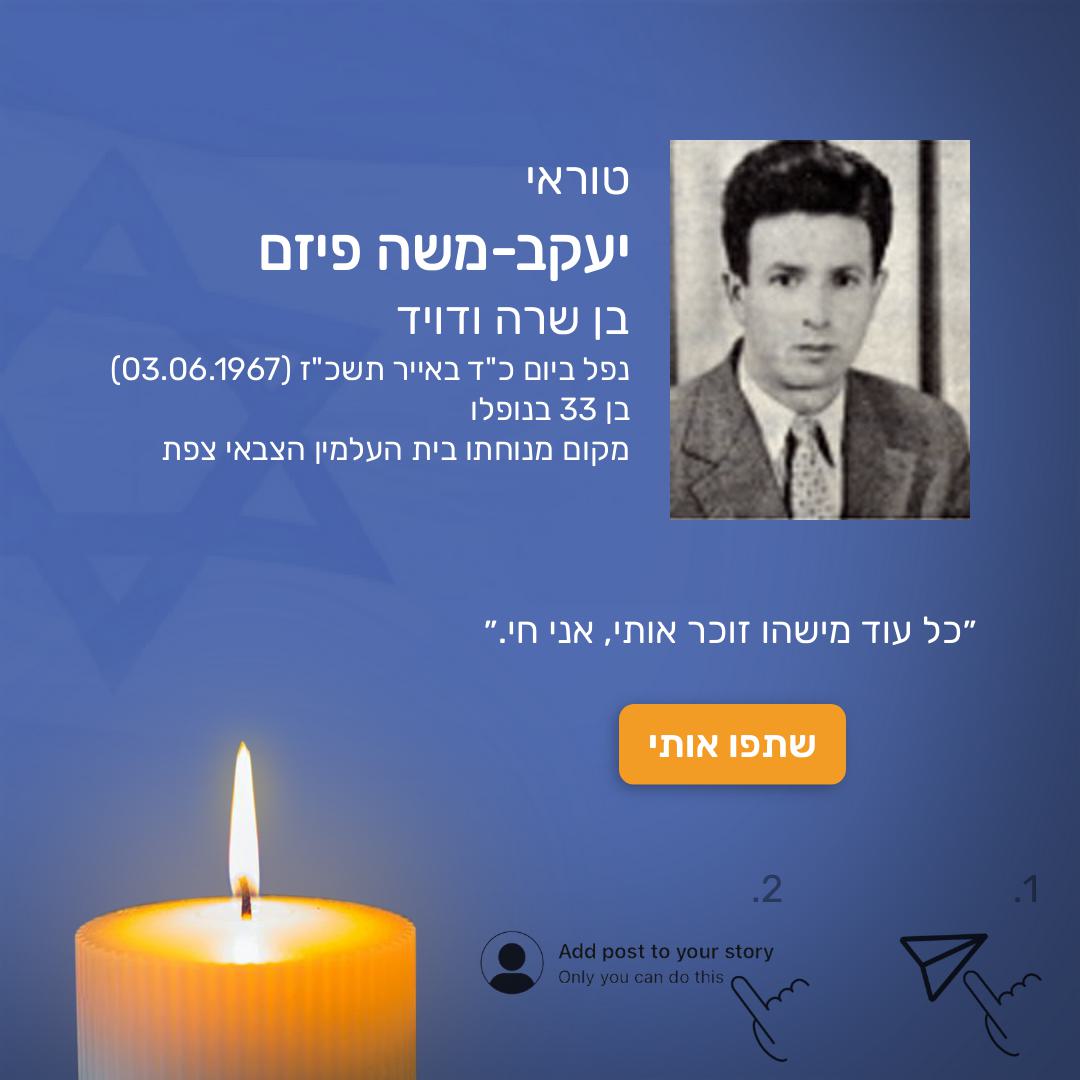 טוראי
יעקב-משה פיזם
בן שרה ודויד
נפל ביום כ"ד באייר תשכ"ז (03.06.1967)
בן 33 בנופלו
מקום מנוחתו בית העלמין הצבאי צפת
״כל עוד מישהו זוכר אותי, אני חי.״
שתפו אותי
1.
2.
Add post to your story
Only you can do this